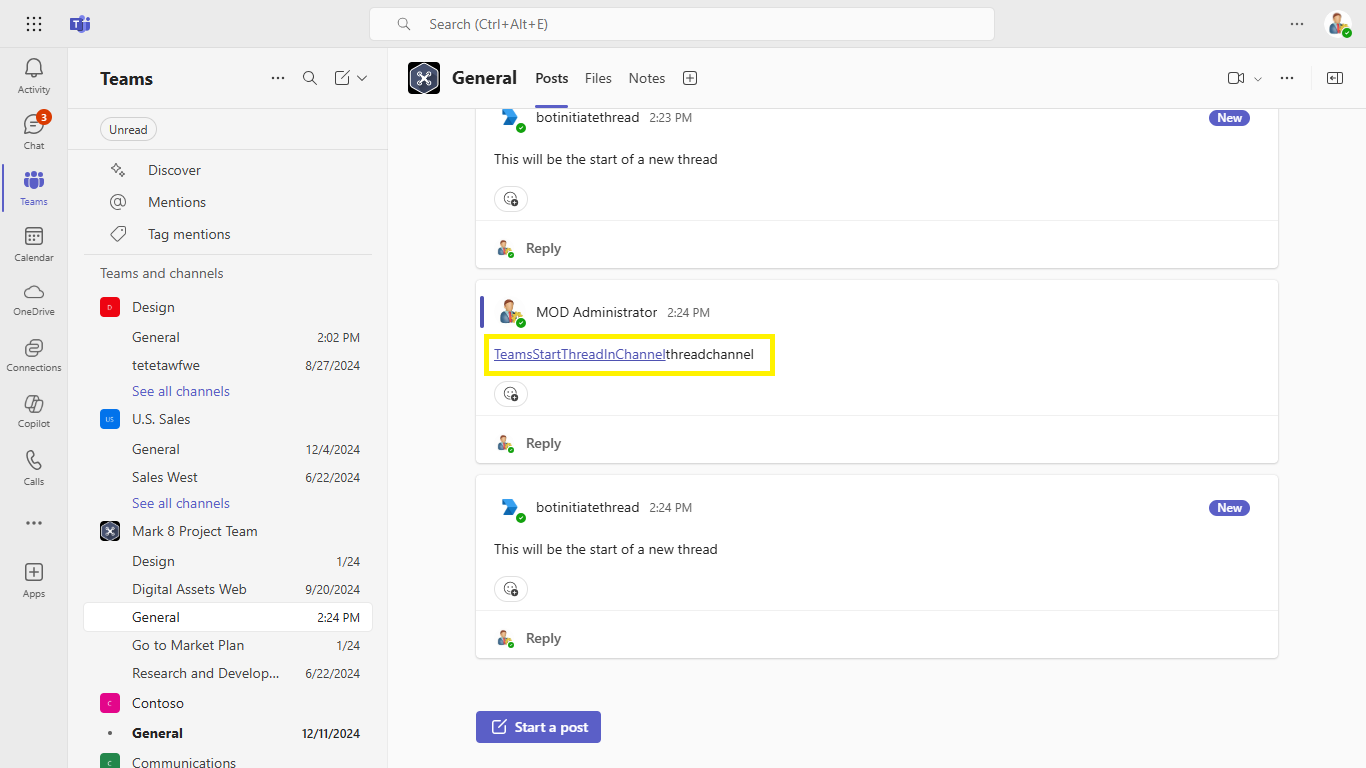 Search (Ctrl+Alt+E)
Activity
Chat
3
Teams
Calendar
OneDrive
Connections
Copilot
Calls
Apps
Teams
Unread
Discover
Mentions
Tag mentions
Teams and channels
D Design
General 2:02 PM
tetetawfwe 8/27/2024
See all channels
US U.S. Sales
General 12/4/2024
Sales West 6/22/2024
See all channels
Mark 8 Project Team
Design 1/24
Digital Assets Web 9/20/2024
General 2:24 PM
Go to Market Plan 1/24
Research and Develop... 6/22/2024
C Contoso
General 12/11/2024
C Communications
General Posts Files Notes
botinitiatethread 2:23 PM New
This will be the start of a new thread
Reply
MOD Administrator 2:24 PM
TeamsStartThreadInChannelthreadchannel
Reply
botinitiatethread 2:24 PM New
This will be the start of a new thread
Reply
Start a post